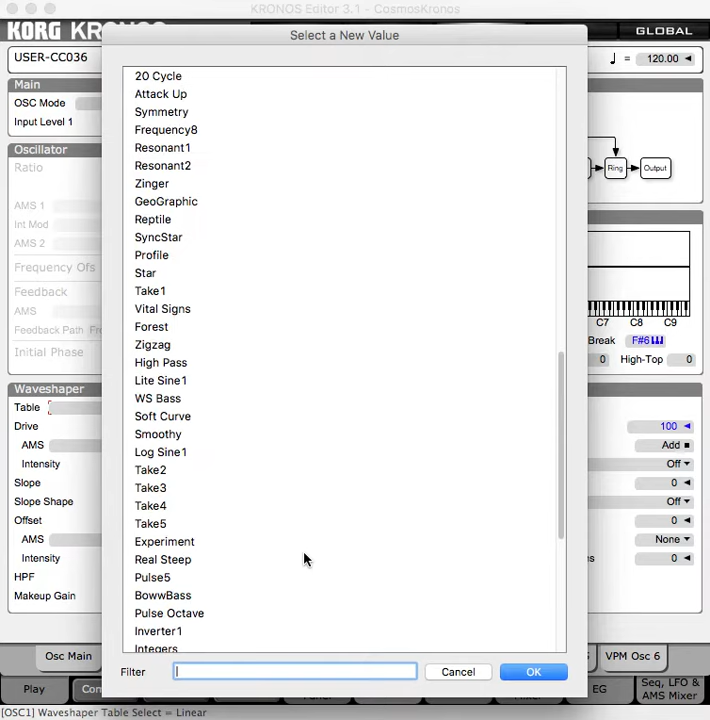 KRONOS Editor 3.1 - CosmosKronos
KORG KRONOS
GLOBAL
Select a New Value
USER-CC036
= 120.00
Main
OSC Mode
Input Level 1
Oscillator
Ratio
AMS 1
Int Mod
AMS 2
Frequency Ofs
Feedback
AMS
Feedback Path
Initial Phase
Waveshaper
Table
Drive
AMS
Intensity
Slope
Slope Shape
Offset
AMS
Intensity
HPF
Makeup Gain
20 Cycle
Attack Up
Symmetry
Frequency8
Resonant1
Resonant2
Zinger
GeoGraphic
Reptile
SyncStar
Profile
Star
Take1
Vital Signs
Forest
Zigzag
High Pass
Lite Sine1
WS Bass
Soft Curve
Smoothy
Log Sine1
Take2
Take3
Take4
Take5
Experiment
Real Steep
Pulse5
BowwBass
Pulse Octave
Inverter1
Integers
Filter
Cancel
OK
Ring
Output
C7 C8 C9
Break F#6
0 High-Top 0
100
Add
Off
0
Off
0
None
0
Osc Main
VPM Osc 6
Play
EG
Seq, LFO &
AMS Mixer
[OSC1] Waveshaper Table Select = Linear